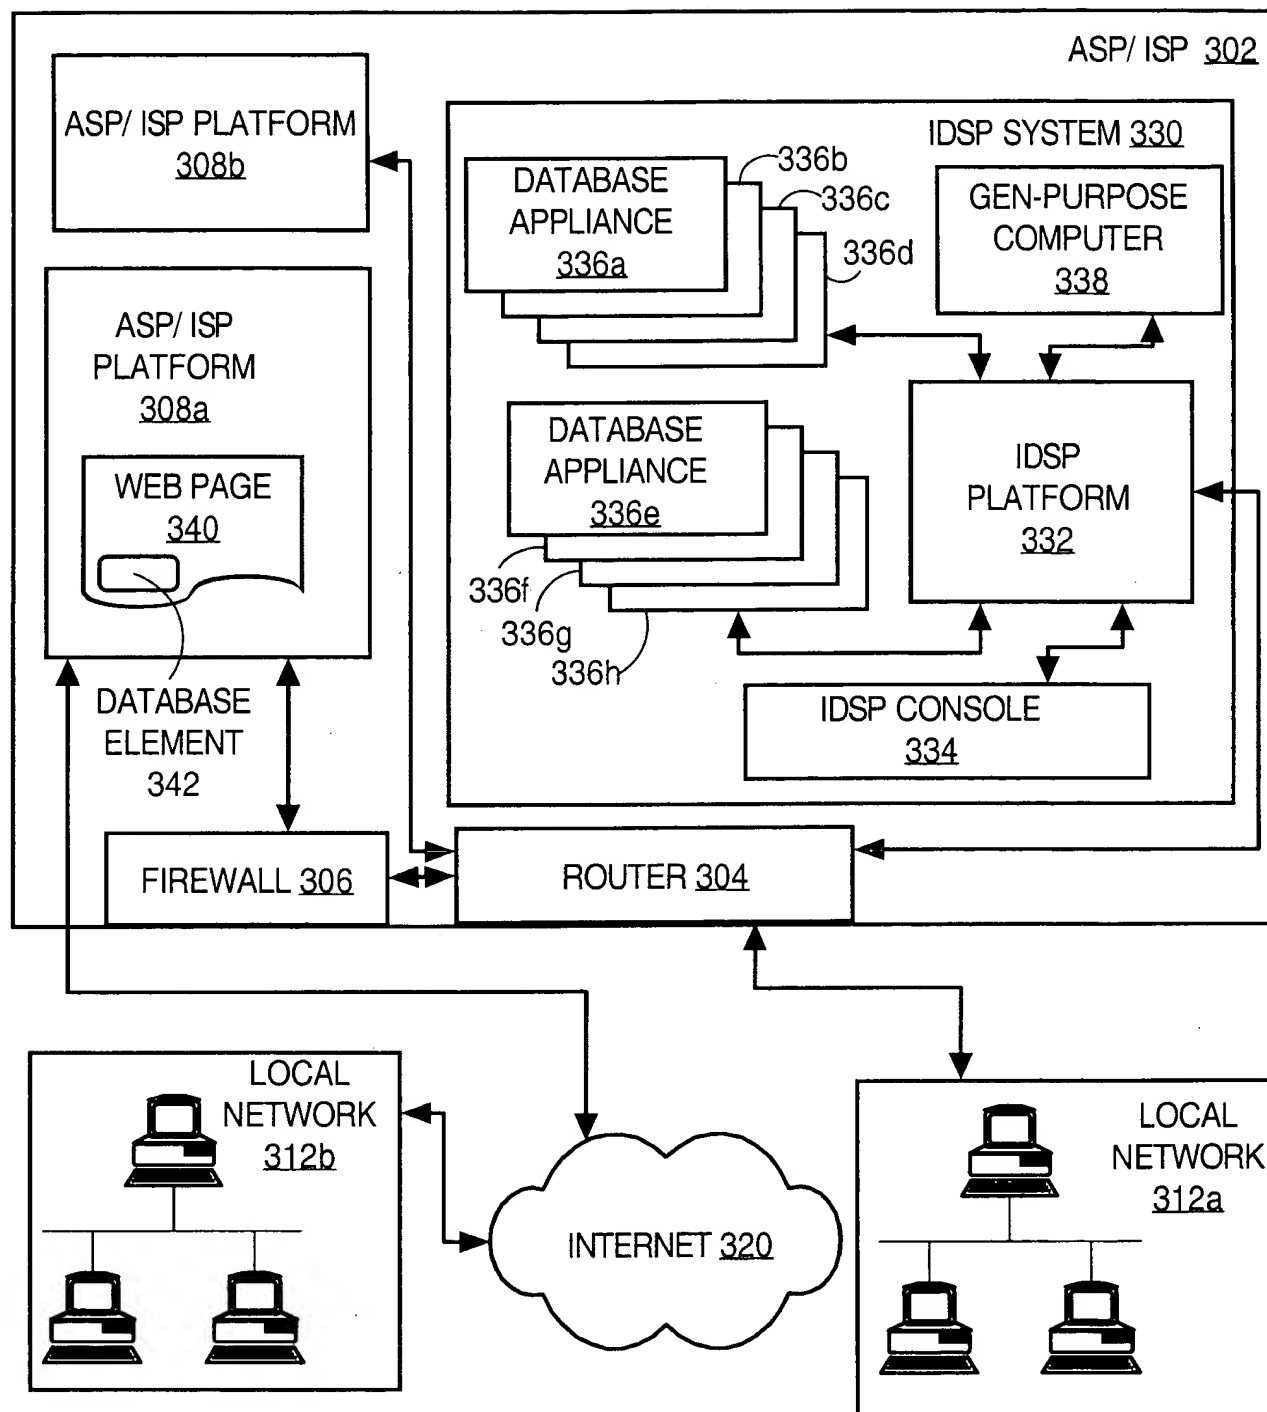 ASP/ ISP 302
ASP/ ISP PLATFORM
308b
IDSP SYSTEM 330
DATABASE
APPLIANCE
336a
336b
336c
336d
GEN-PURPOSE
COMPUTER
338
ASP/ ISP
PLATFORM
308a
WEB PAGE
340
DATABASE
APPLIANCE
336e
336f
336g
336h
IDSP
PLATFORM
332
DATABASE
ELEMENT
342
IDSP CONSOLE
334
FIREWALL 306
ROUTER 304
LOCAL
NETWORK
312b
INTERNET 320
LOCAL
NETWORK
312a